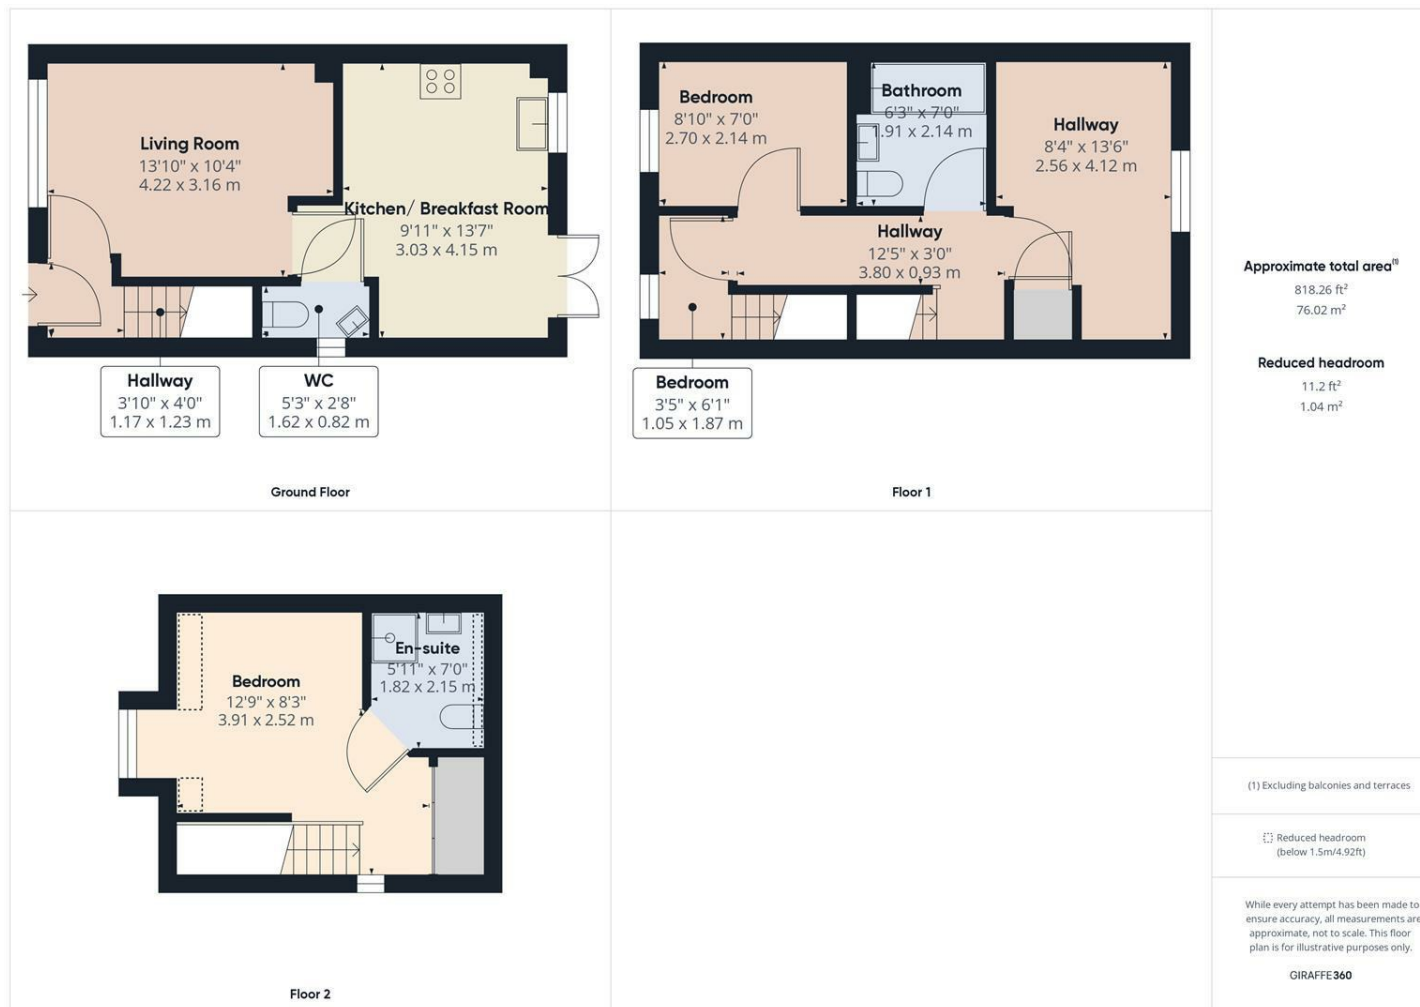 Living Room
13'10" x 10'4"
4.22 x 3.16 m
Kitchen/ Breakfast Room
9'11" x 13'7"
3.03 x 4.15 m
Hallway
3'10" x 4'0"
1.17 x 1.23 m
WC
5'3" x 2'8"
1.62 x 0.82 m
Ground Floor
Bedroom
8'10" x 7'0"
2.70 x 2.14 m
Bathroom
6'3" x 7'0"
1.91 x 2.14 m
Hallway
8'4" x 13'6"
2.56 x 4.12 m
Hallway
12'5" x 3'0"
3.80 x 0.93 m
Bedroom
3'5" x 6'1"
1.05 x 1.87 m
Floor 1
Bedroom
12'9" x 8'3"
3.91 x 2.52 m
En-suite
5'11" x 7'0"
1.82 x 2.15 m
Floor 2
Approximate total area⁽¹⁾
818.26 ft²
76.02 m²
Reduced headroom
11.2 ft²
1.04 m²
(1) Excluding balconies and terraces
Reduced headroom
(below 1.5m/4.92ft)
While every attempt has been made to
ensure accuracy, all measurements are
approximate, not to scale. This floor
plan is for illustrative purposes only.
GIRAFFE360